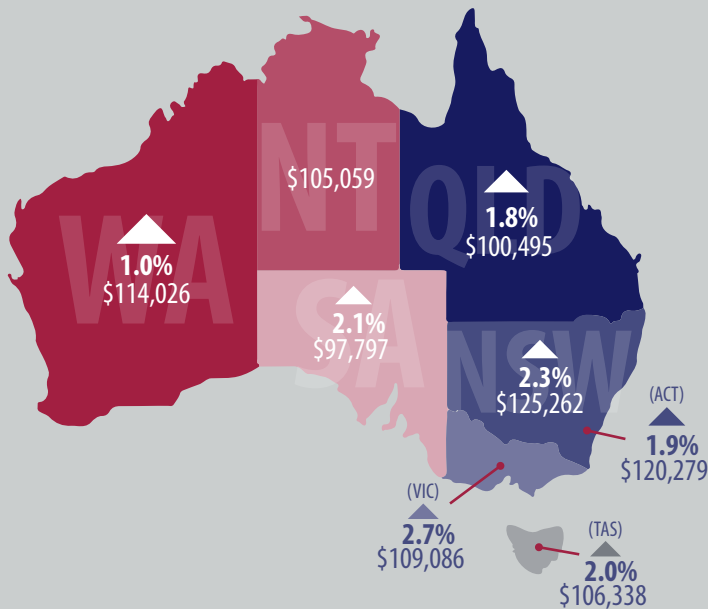 NT
$105,059
QLD
1.8%
$100,495
WA
1.0%
$114,026
SA
2.1%
$97,797
NSW
2.3%
$125,262
(ACT)
1.9%
$120,279
(VIC)
2.7%
$109,086
(TAS)
2.0%
$106,338